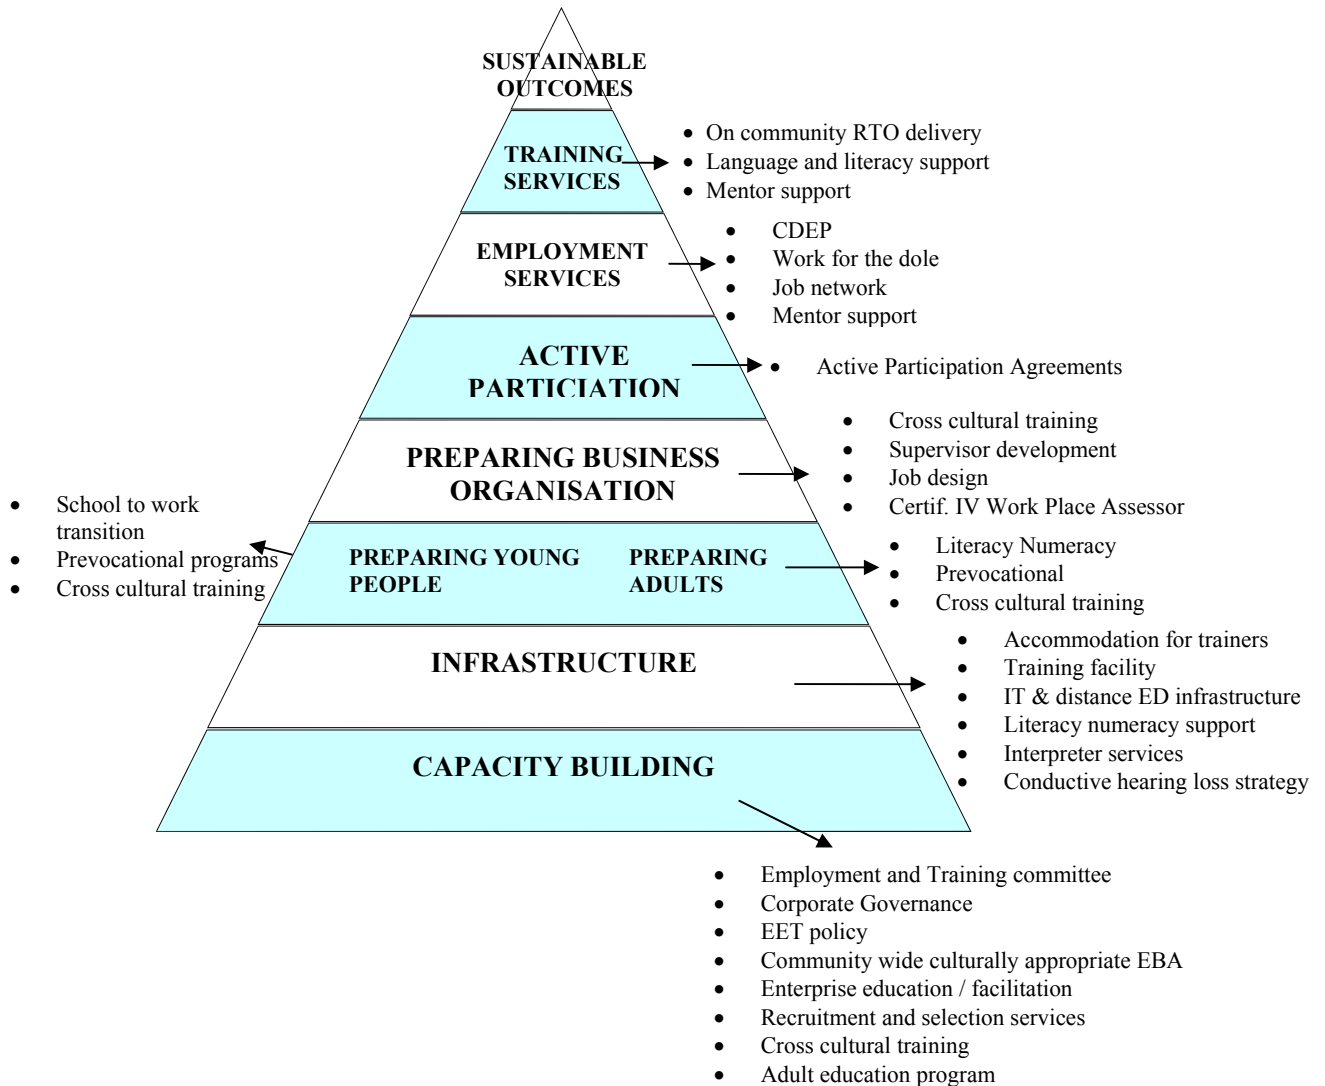 SUSTAINABLE
OUTCOMES
TRAINING
SERVICES
• On community RTO delivery
• Language and literacy support
• Mentor support
EMPLOYMENT
SERVICES
• CDEP
• Work for the dole
• Job network
• Mentor support
ACTIVE
PARTICIATION
• Active Participation Agreements
PREPARING BUSINESS
ORGANISATION
• Cross cultural training
• Supervisor development
• Job design
• Certif. IV Work Place Assessor
• School to work
transition
• Prevocational programs
• Cross cultural training
PREPARING YOUNG
PEOPLE
PREPARING
ADULTS
• Literacy Numeracy
• Prevocational
• Cross cultural training
INFRASTRUCTURE
• Accommodation for trainers
• Training facility
• IT & distance ED infrastructure
• Literacy numeracy support
• Interpreter services
• Conductive hearing loss strategy
CAPACITY BUILDING
• Employment and Training committee
• Corporate Governance
• EET policy
• Community wide culturally appropriate EBA
• Enterprise education / facilitation
• Recruitment and selection services
• Cross cultural training
• Adult education program